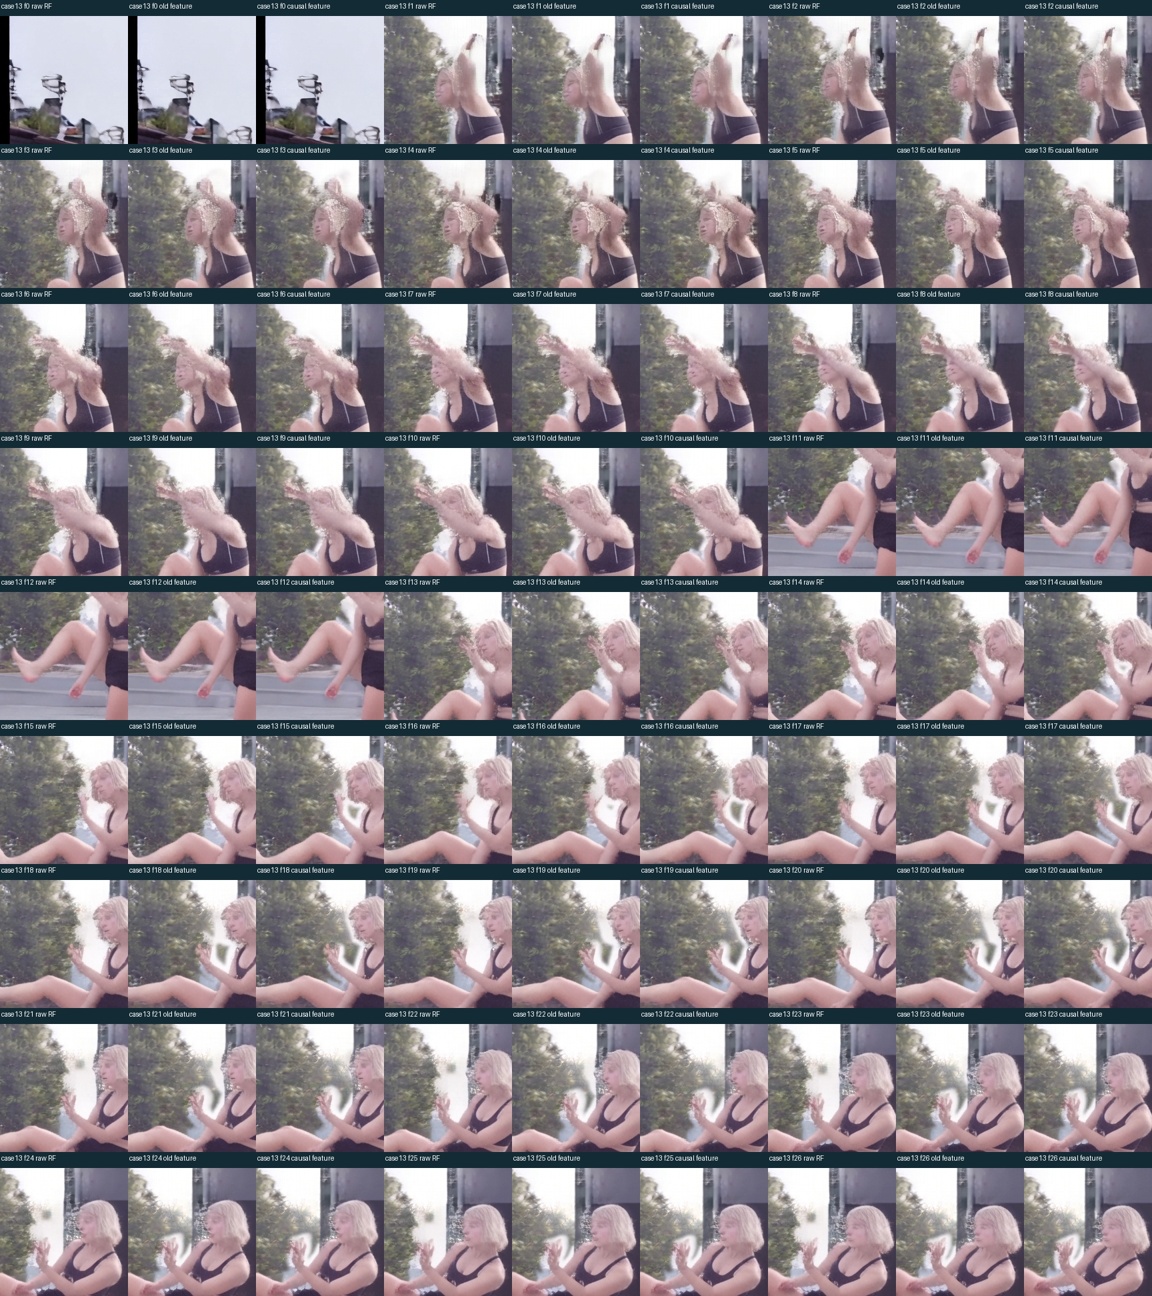 case13 f0 raw RF case13 f0 old feature case13 f0 causal feature case13 f1 raw RF case13 f1 old feature case13 f1 causal feature case13 f2 raw RF case13 f2 old feature case13 f2 causal feature
case13 f3 raw RF case13 f3 old feature case13 f3 causal feature case13 f4 raw RF case13 f4 old feature case13 f4 causal feature case13 f5 raw RF case13 f5 old feature case13 f5 causal feature
case13 f6 raw RF case13 f6 old feature case13 f6 causal feature case13 f7 raw RF case13 f7 old feature case13 f7 causal feature case13 f8 raw RF case13 f8 old feature case13 f8 causal feature
case13 f9 raw RF case13 f9 old feature case13 f9 causal feature case13 f10 raw RF case13 f10 old feature case13 f10 causal feature case13 f11 raw RF case13 f11 old feature case13 f11 causal feature
case13 f12 raw RF case13 f12 old feature case13 f12 causal feature case13 f13 raw RF case13 f13 old feature case13 f13 causal feature case13 f14 raw RF case13 f14 old feature case13 f14 causal feature
case13 f15 raw RF case13 f15 old feature case13 f15 causal feature case13 f16 raw RF case13 f16 old feature case13 f16 causal feature case13 f17 raw RF case13 f17 old feature case13 f17 causal feature
case13 f18 raw RF case13 f18 old feature case13 f18 causal feature case13 f19 raw RF case13 f19 old feature case13 f19 causal feature case13 f20 raw RF case13 f20 old feature case13 f20 causal feature
case13 f21 raw RF case13 f21 old feature case13 f21 causal feature case13 f22 raw RF case13 f22 old feature case13 f22 causal feature case13 f23 raw RF case13 f23 old feature case13 f23 causal feature
case13 f24 raw RF case13 f24 old feature case13 f24 causal feature case13 f25 raw RF case13 f25 old feature case13 f25 causal feature case13 f26 raw RF case13 f26 old feature case13 f26 causal feature